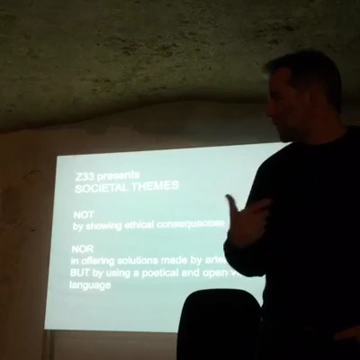 Z33 presents
SOCIETAL THEMES
NOT
by showing ethical consequences
NOR
in offering solutions made by
BUT by using a poetical and open
language